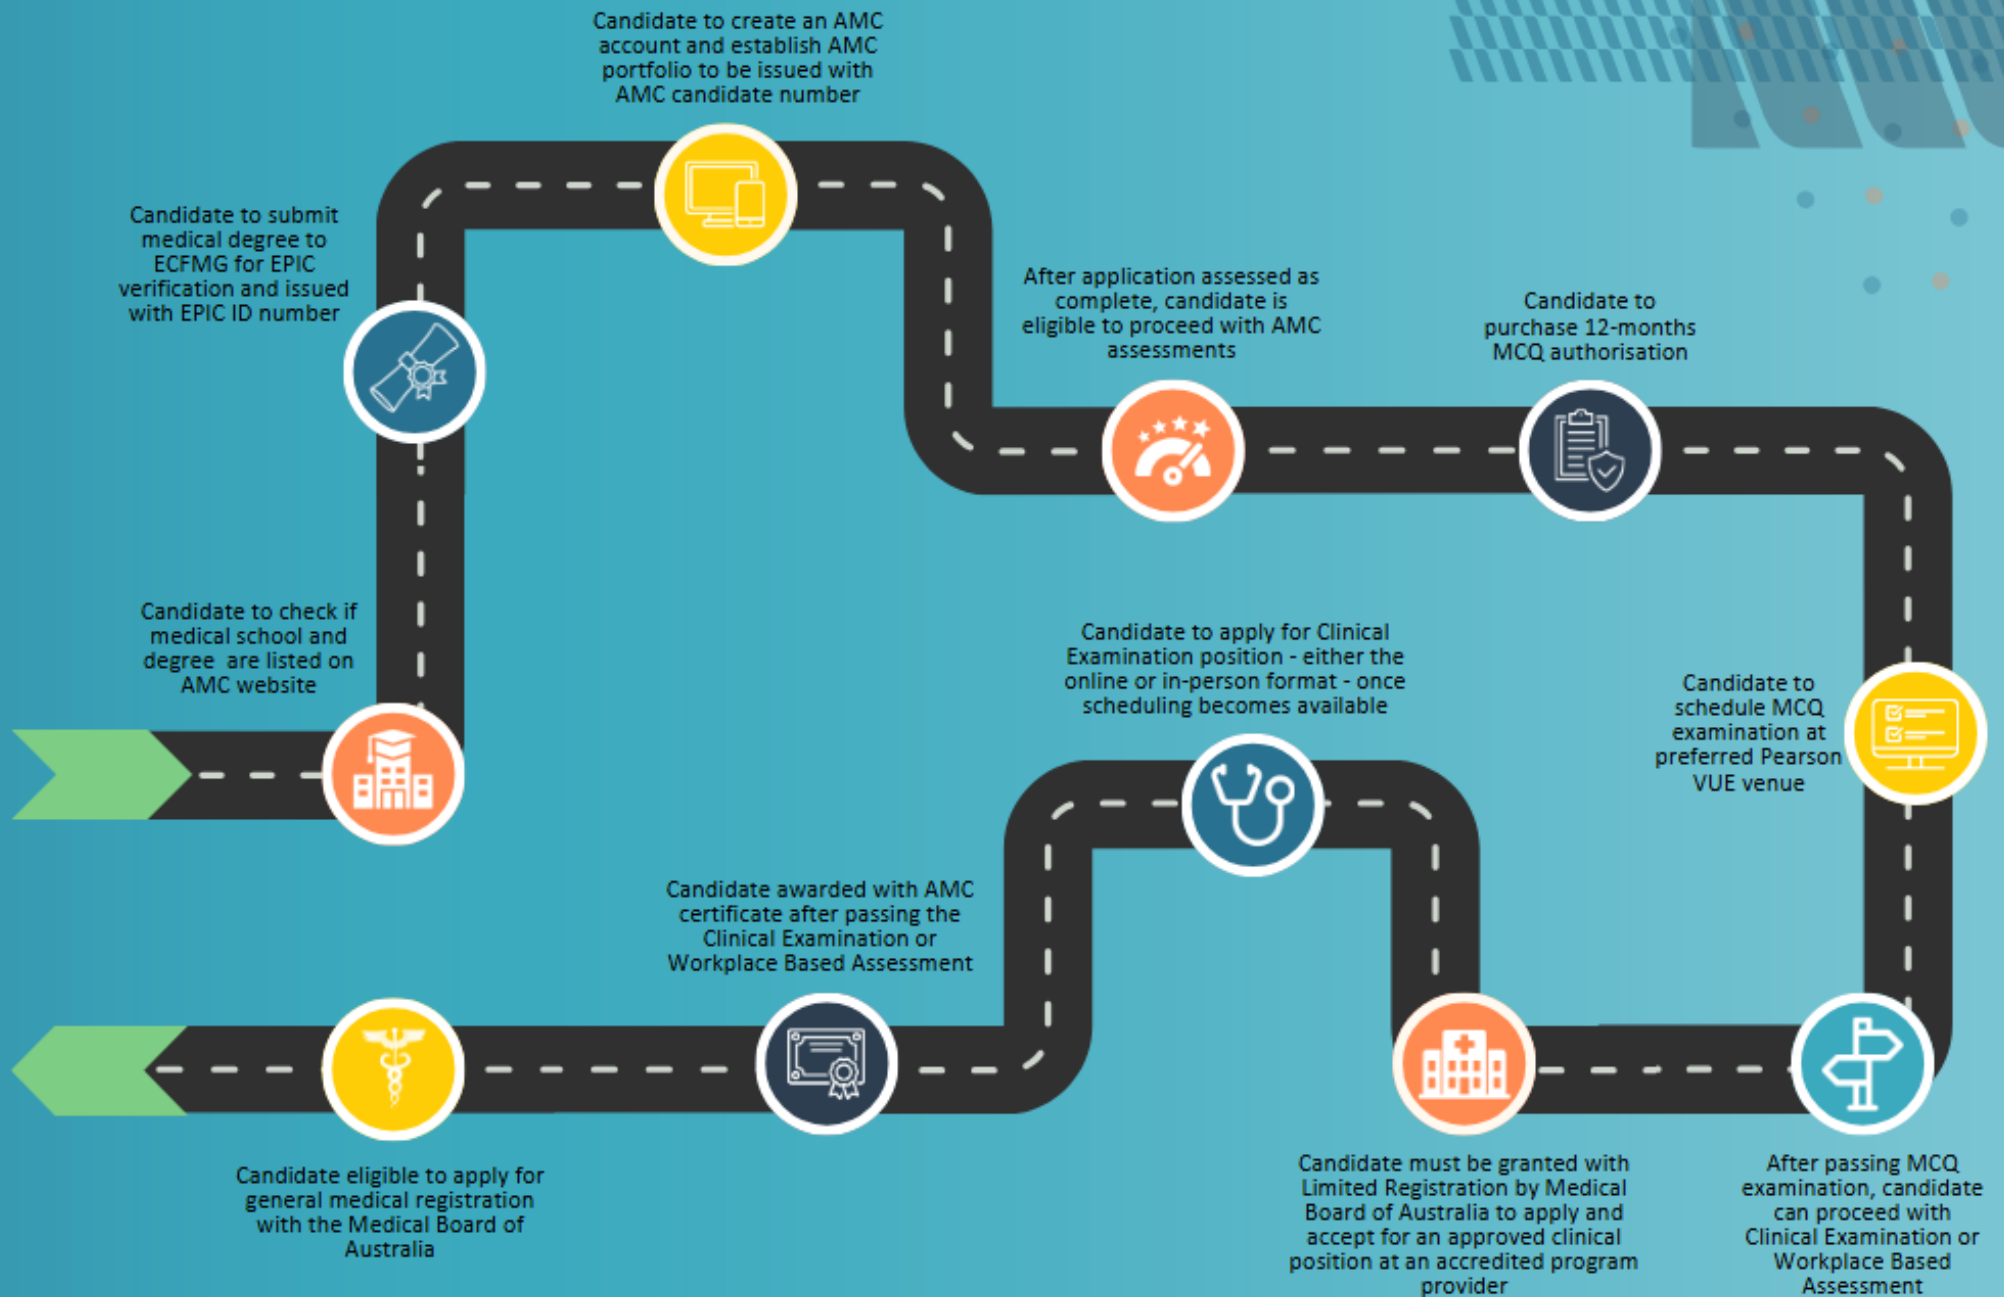 Candidate to create an AMC
account and establish AMC
portfolio to be issued with
AMC candidate number
Candidate to submit
medical degree to
ECFMG for EPIC
verification and issued
with EPIC ID number
Candidate to check if
medical school and
degree are listed on
AMC website
After application assessed as
complete, candidate is
eligible to proceed with AMC
assessments
Candidate to
purchase 12-months
MCQ authorisation
Candidate to
schedule MCQ
examination at
preferred Pearson
VUE venue
Candidate to apply for Clinical
Examination position - either the
online or in-person format - once
scheduling becomes available
Candidate awarded with AMC
certificate after passing the
Clinical Examination or
Workplace Based Assessment
Candidate eligible to apply for
general medical registration
with the Medical Board of
Australia
Candidate must be granted with
Limited Registration by Medical
Board of Australia to apply and
accept for an approved clinical
position at an accredited program
provider
After passing MCQ
examination, candidate
can proceed with
Clinical Examination or
Workplace Based
Assessment